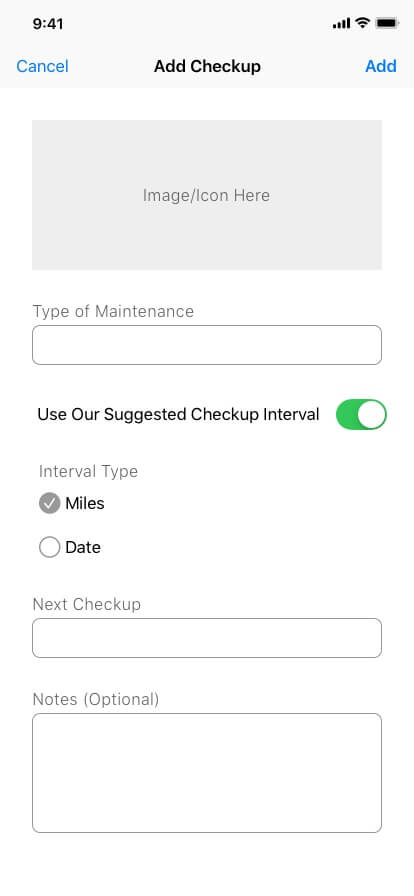 9:41
Cancel Add Checkup Add
Image/Icon Here
Type of Maintenance
Use Our Suggested Checkup Interval
Interval Type
Miles
Date
Next Checkup
Notes (Optional)